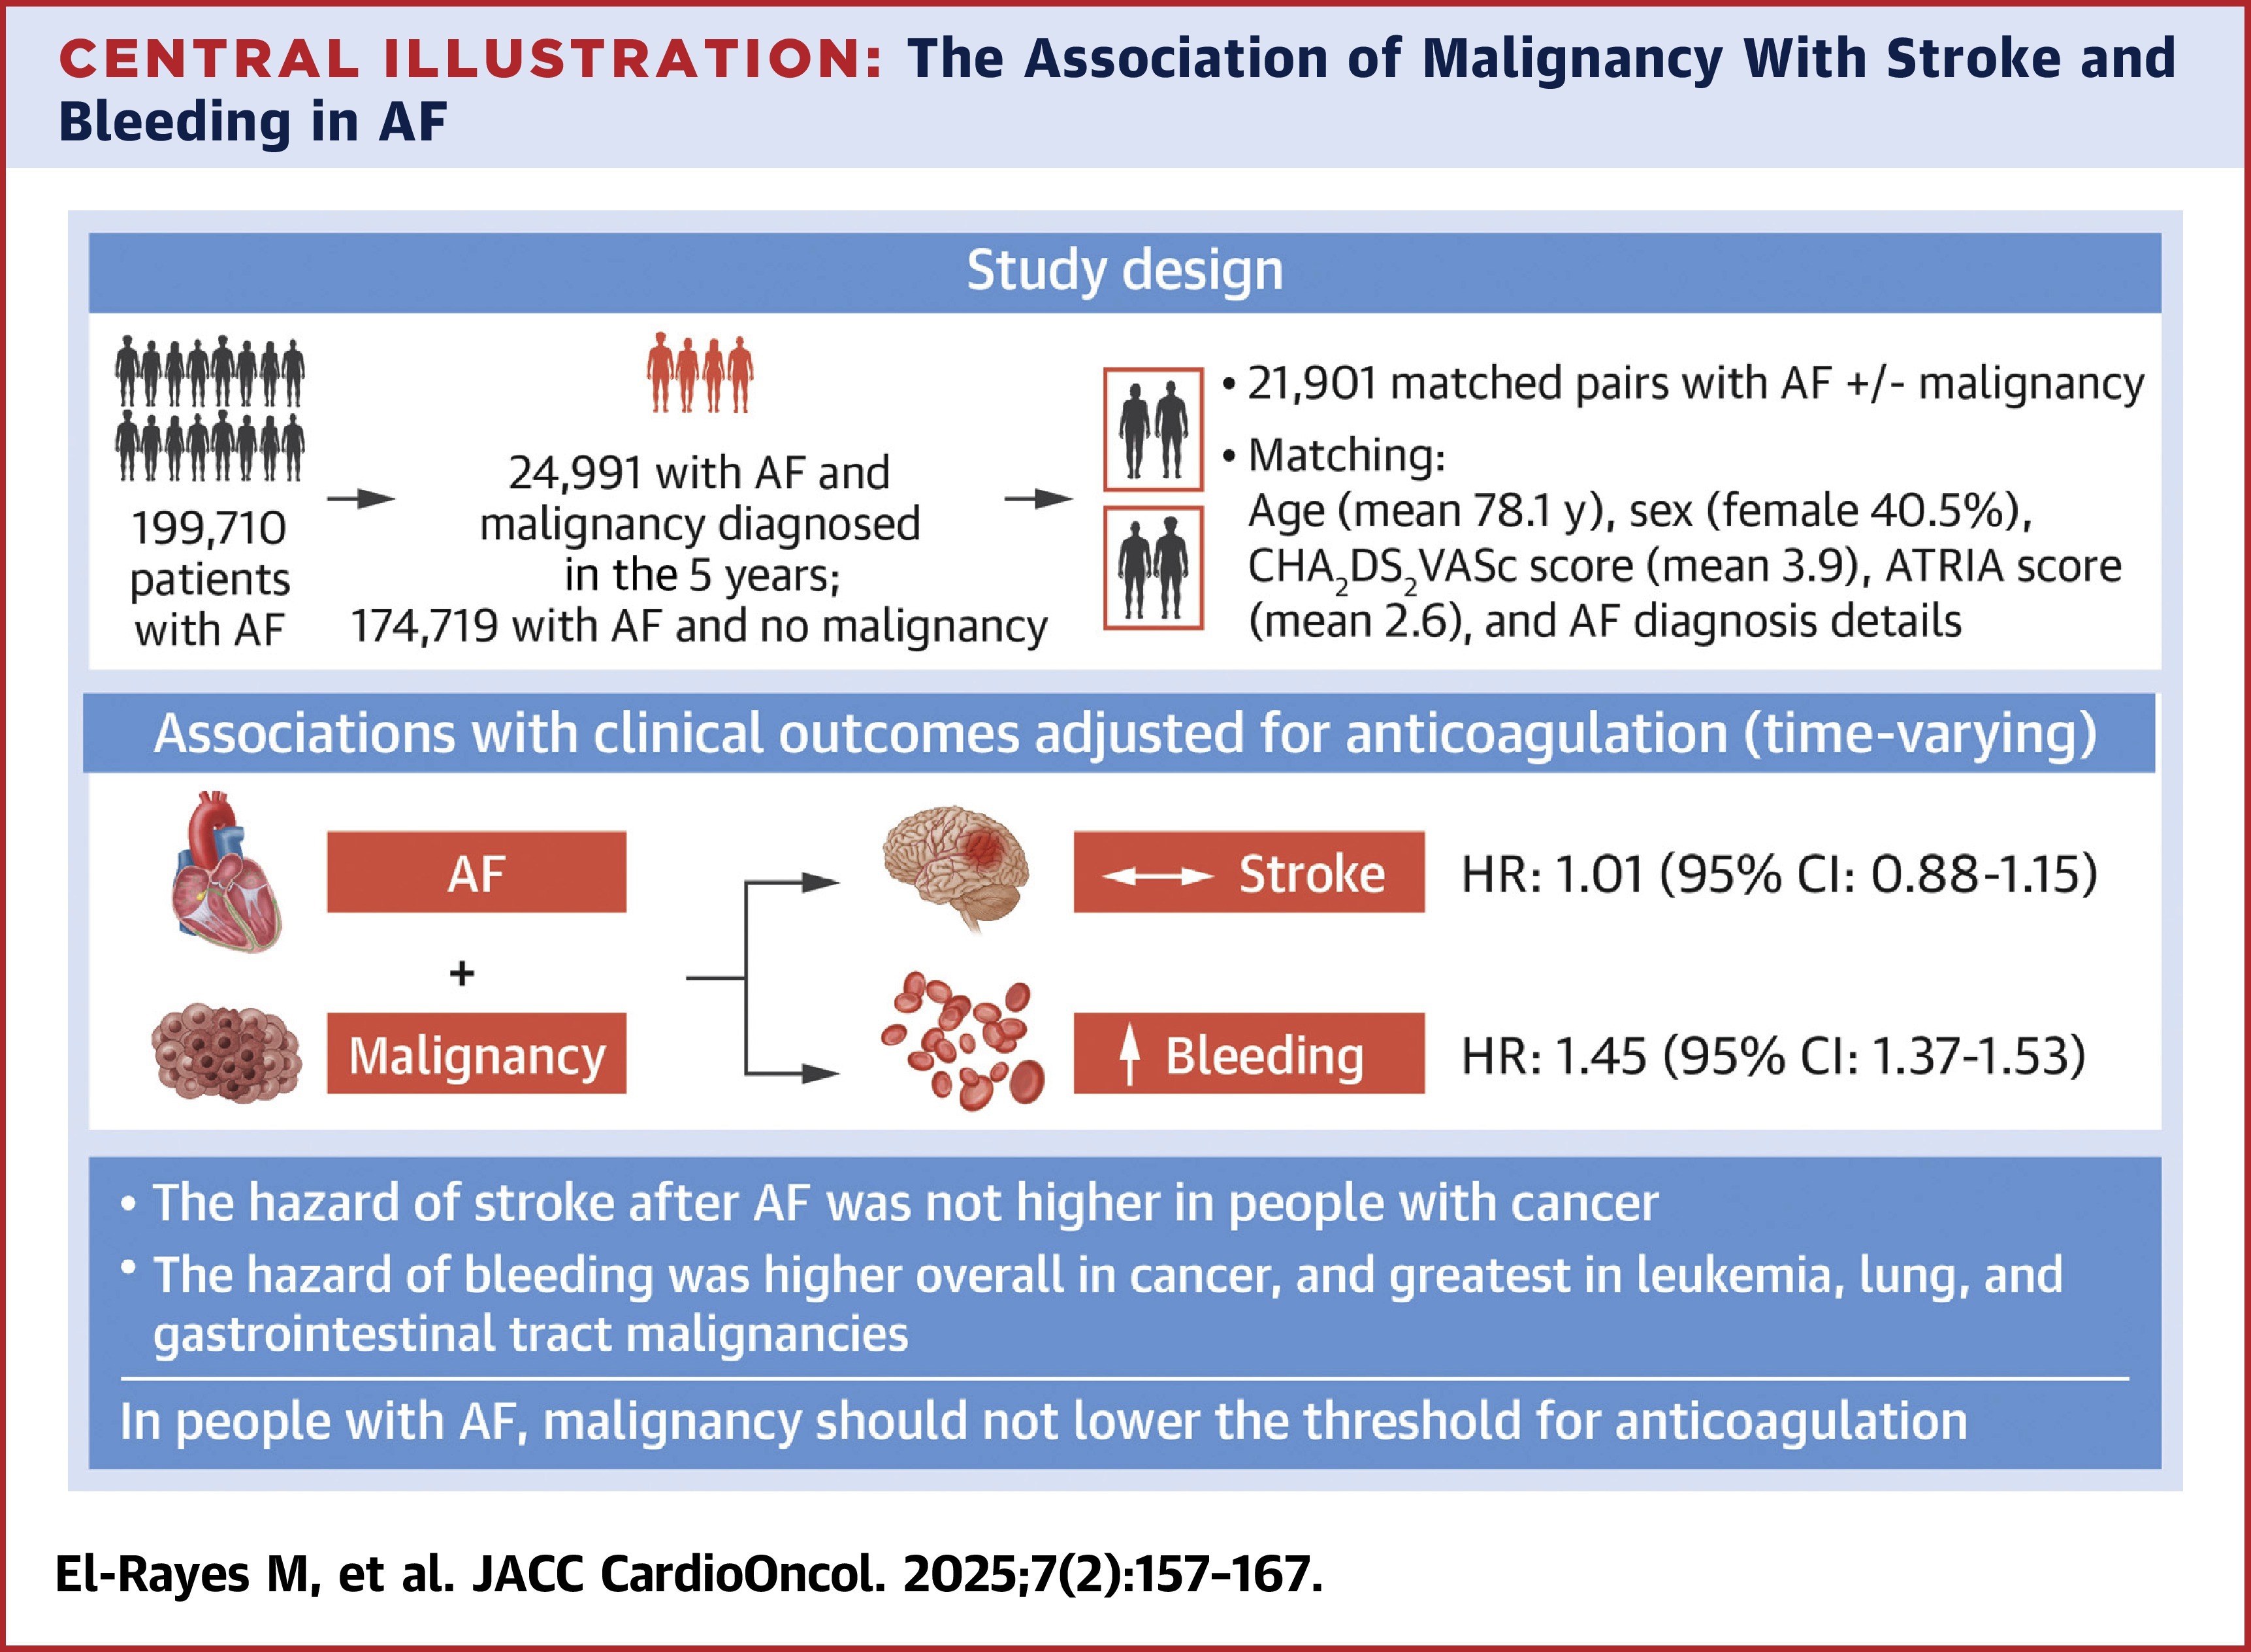 CENTRAL ILLUSTRATION: The Association of Malignancy With Stroke and
Bleeding in AF
Study design
199,710
patients
with AF
24,991 with AF and
malignancy diagnosed
in the 5 years;
174,719 with AF and no malignancy
• 21,901 matched pairs with AF +/- malignancy
• Matching:
Age (mean 78.1 y), sex (female 40.5%),
CHA₂DS₂VASc score (mean 3.9), ATRIA score
(mean 2.6), and AF diagnosis details
Associations with clinical outcomes adjusted for anticoagulation (time-varying)
AF
+
Malignancy
Stroke HR: 1.01 (95% CI: 0.88-1.15)
Bleeding HR: 1.45 (95% CI: 1.37-1.53)
• The hazard of stroke after AF was not higher in people with cancer
• The hazard of bleeding was higher overall in cancer, and greatest in leukemia, lung, and
gastrointestinal tract malignancies
In people with AF, malignancy should not lower the threshold for anticoagulation
El-Rayes M, et al. JACC CardioOncol. 2025;7(2):157–167.